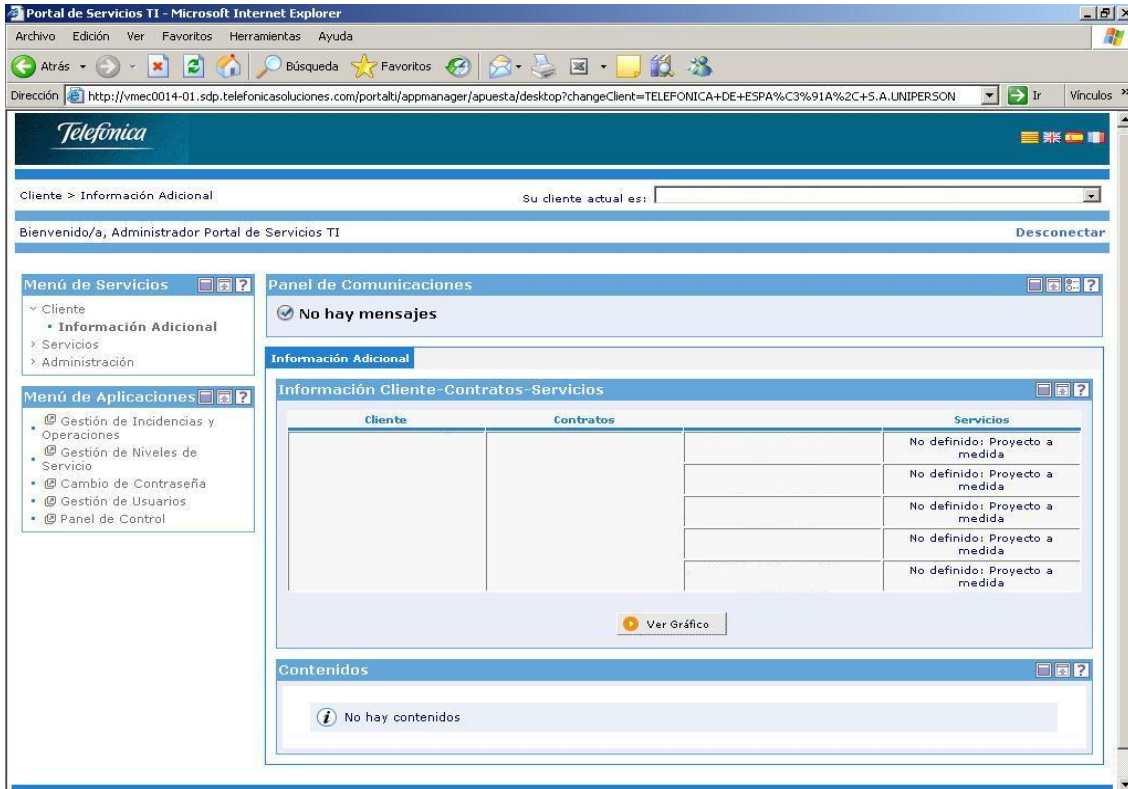 Portal de Servicios TI - Microsoft Internet Explorer
Archivo Edición Ver Favoritos Herramientas Ayuda
Atrás Búsqueda Favoritos
Dirección http://vmec0014-01.sdp.telefonicasoluciones.com/portalti/appmanager/apuesta/desktop?changeClient=TELEFONICA+DE+ESPA%C3%91A%2C+S.A.UNIPERSON Ir Vínculos »
Telefónica
Cliente > Información Adicional Su cliente actual es:
Bienvenido/a, Administrador Portal de Servicios TI Desconectar
Menú de Servicios
Cliente
Información Adicional
Servicios
Administración
Menú de Aplicaciones
Gestión de Incidencias y
Operaciones
Gestión de Niveles de
Servicio
Cambio de Contraseña
Gestión de Usuarios
Panel de Control
Panel de Comunicaciones
No hay mensajes
Información Adicional
Información Cliente-Contratos-Servicios
Cliente Contratos Servicios
No definido: Proyecto a
medida
No definido: Proyecto a
medida
No definido: Proyecto a
medida
No definido: Proyecto a
medida
No definido: Proyecto a
medida
Ver Gráfico
Contenidos
No hay contenidos